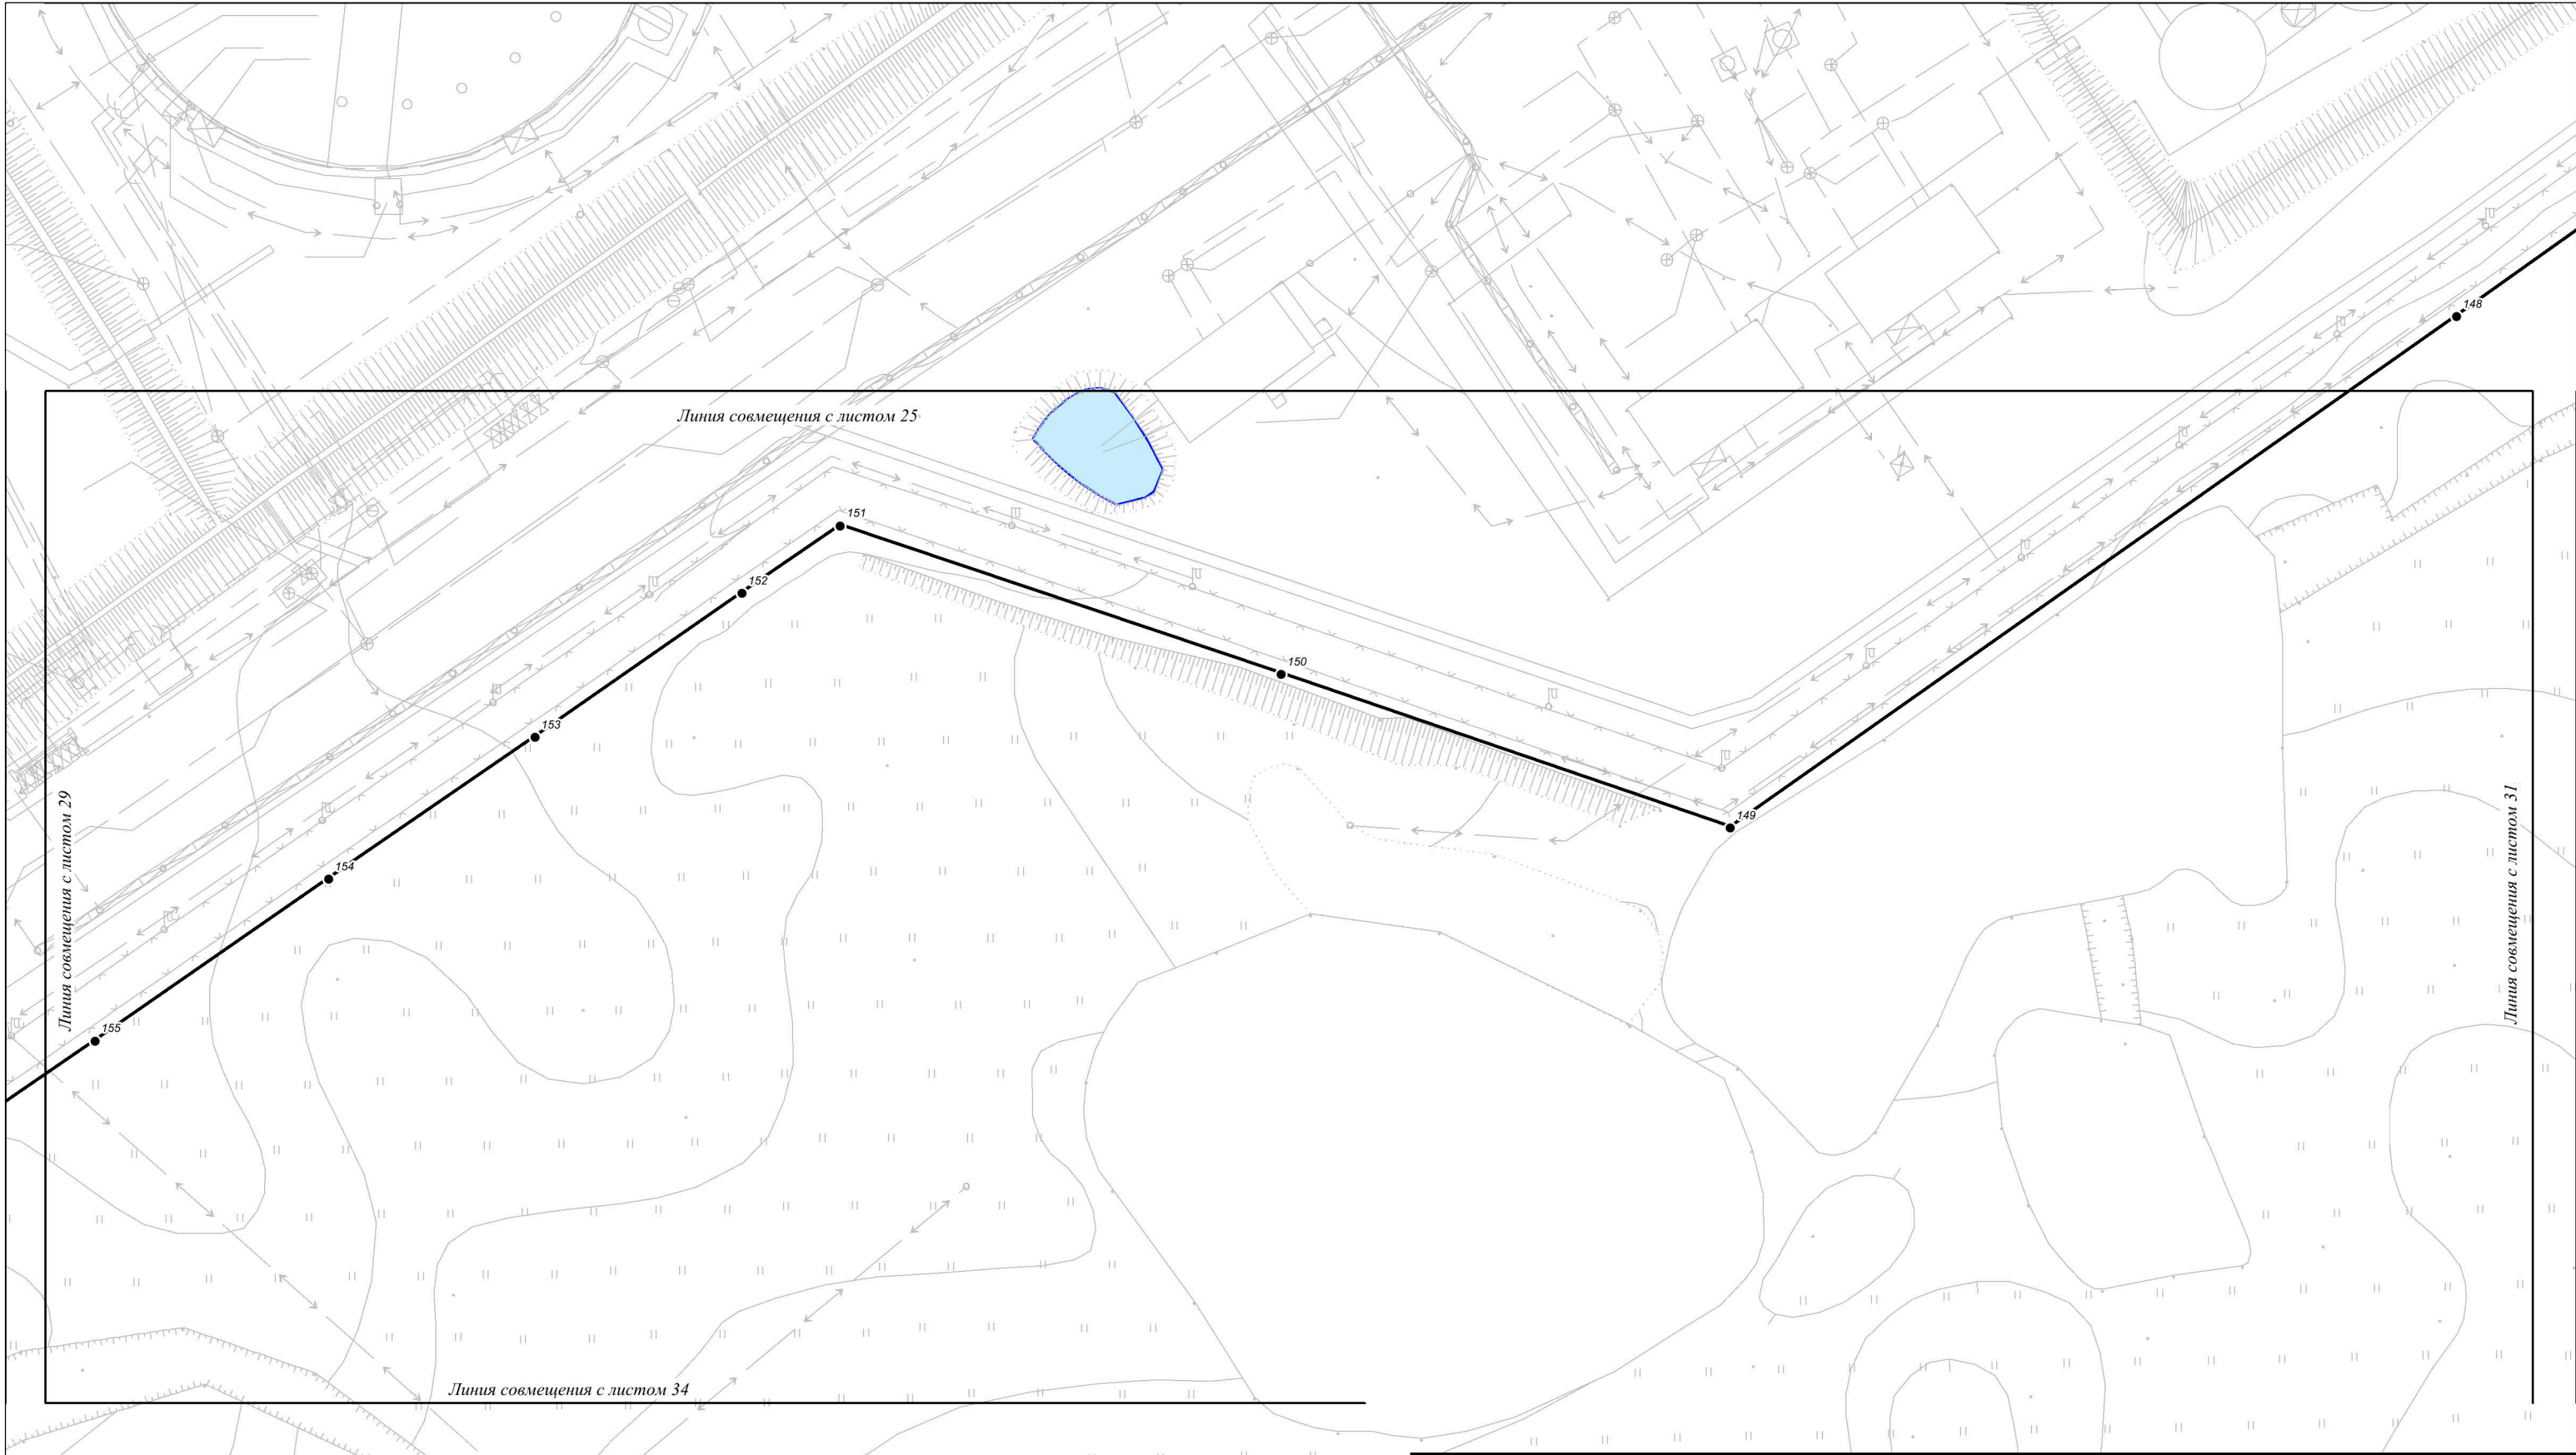 148
Линия совмещения с листом 25
151
152
150
153
149
154
Линия совмещения с листом 29
Линия совмещения с листом 31
155
Линия совмещения с листом 34